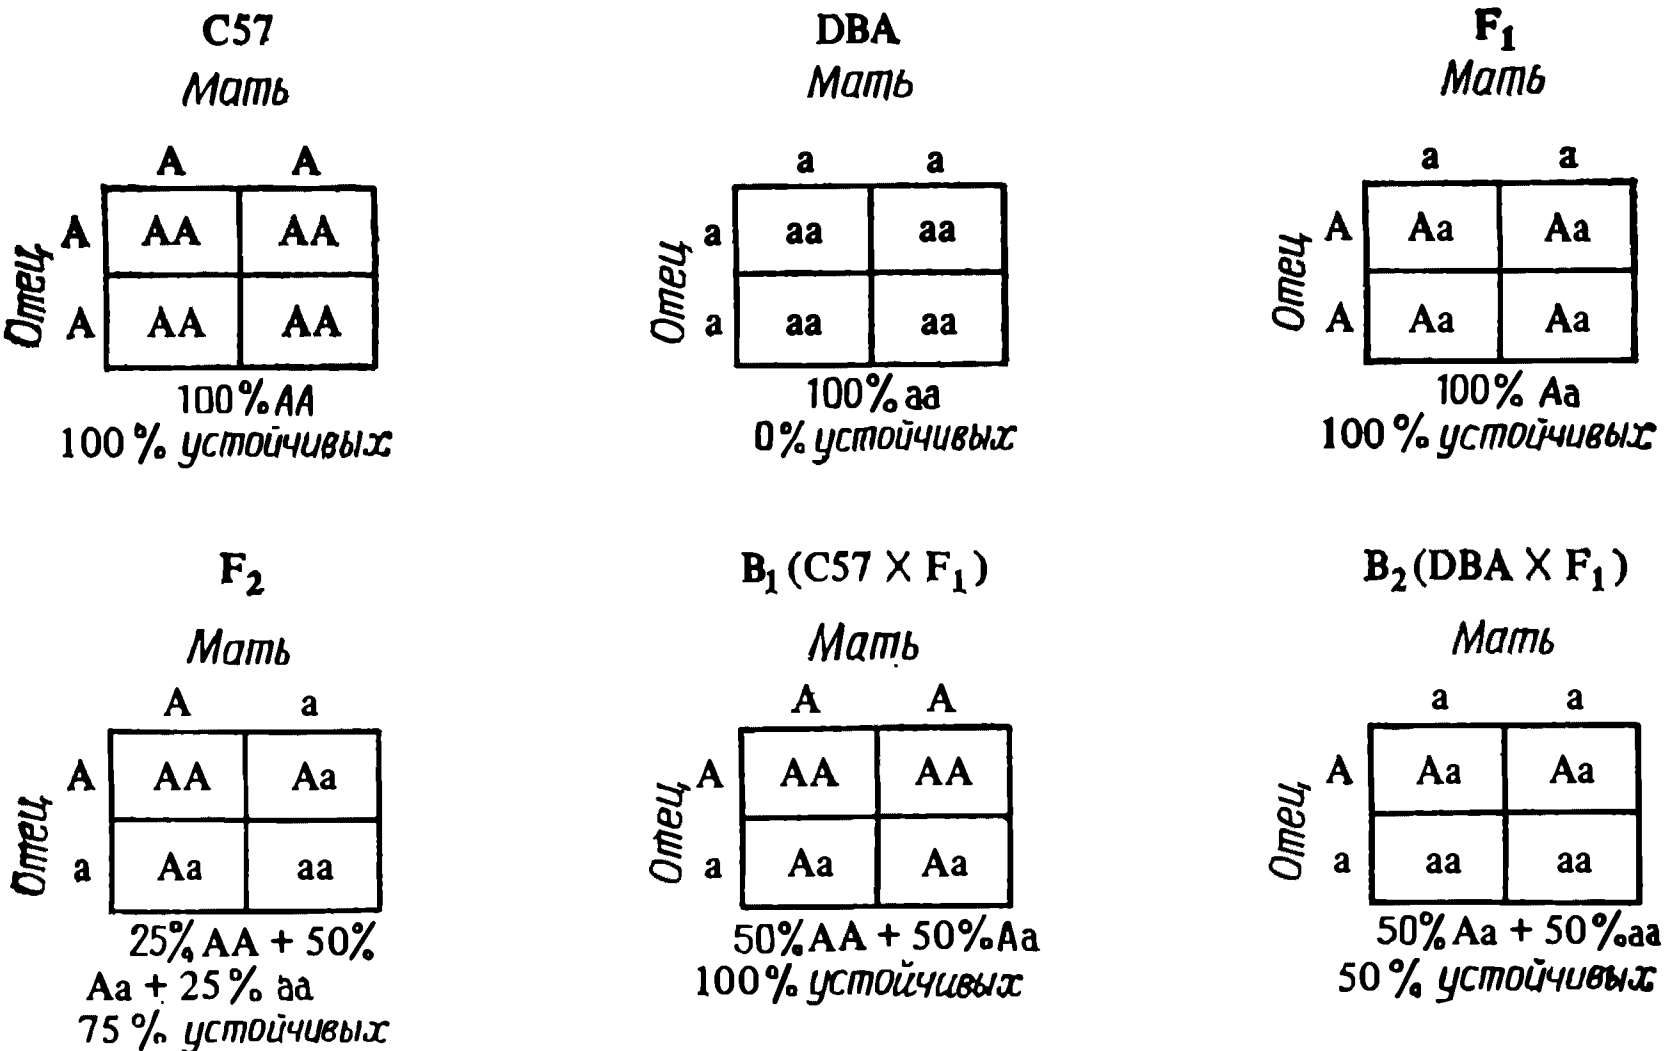 C57
Мать
A A
Отец
A AA AA
A AA AA
100% AA
100% устойчивых
DBA
Мать
a a
Отец
a aa aa
a aa aa
100% aa
0% устойчивых
F₁
Мать
a a
Отец
A Aa Aa
A Aa Aa
100% Aa
100% устойчивых
F₂
Мать
A a
Отец
A AA Aa
a Aa aa
25% AA + 50%
Aa + 25% aa
75% устойчивых
B₁ (C57 X F₁)
Мать
A A
Отец
A AA AA
a Aa Aa
50% AA + 50% Aa
100% устойчивых
B₂ (DBA X F₁)
Мать
a a
Отец
A Aa Aa
a aa aa
50% Aa + 50% aa
50% устойчивых